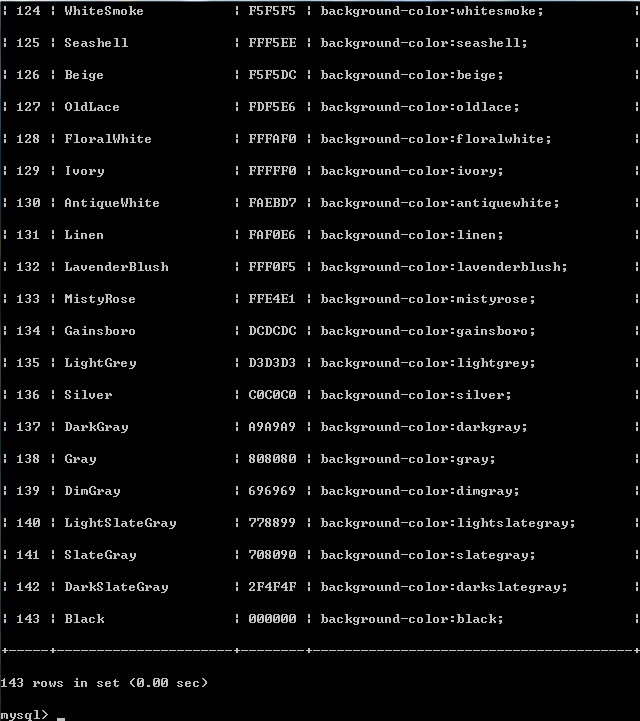 ¦ 124 ¦ WhiteSmoke ¦ F5F5F5 ¦ background-color:whitesmoke; ¦
¦ 125 ¦ Seashell ¦ FFF5EE ¦ background-color:seashell; ¦
¦ 126 ¦ Beige ¦ F5F5DC ¦ background-color:beige; ¦
¦ 127 ¦ OldLace ¦ FDF5E6 ¦ background-color:oldlace; ¦
¦ 128 ¦ FloralWhite ¦ FFFAF0 ¦ background-color:floralwhite; ¦
¦ 129 ¦ Ivory ¦ FFFFF0 ¦ background-color:ivory; ¦
¦ 130 ¦ AntiqueWhite ¦ FAEBD7 ¦ background-color:antiquewhite; ¦
¦ 131 ¦ Linen ¦ FAF0E6 ¦ background-color:linen; ¦
¦ 132 ¦ LavenderBlush ¦ FFF0F5 ¦ background-color:lavenderblush; ¦
¦ 133 ¦ MistyRose ¦ FFE4E1 ¦ background-color:mistyrose; ¦
¦ 134 ¦ Gainsboro ¦ DCDCDC ¦ background-color:gainsboro; ¦
¦ 135 ¦ LightGrey ¦ D3D3D3 ¦ background-color:lightgrey; ¦
¦ 136 ¦ Silver ¦ C0C0C0 ¦ background-color:silver; ¦
¦ 137 ¦ DarkGray ¦ A9A9A9 ¦ background-color:darkgray; ¦
¦ 138 ¦ Gray ¦ 808080 ¦ background-color:gray; ¦
¦ 139 ¦ DimGray ¦ 696969 ¦ background-color:dimgray; ¦
¦ 140 ¦ LightSlateGray ¦ 778899 ¦ background-color:lightslategray; ¦
¦ 141 ¦ SlateGray ¦ 708090 ¦ background-color:slategray; ¦
¦ 142 ¦ DarkSlateGray ¦ 2F4F4F ¦ background-color:darkslategray; ¦
¦ 143 ¦ Black ¦ 000000 ¦ background-color:black; ¦
+-----+----------------------+--------+----------------------------------------+
143 rows in set (0.00 sec)
mysql> _